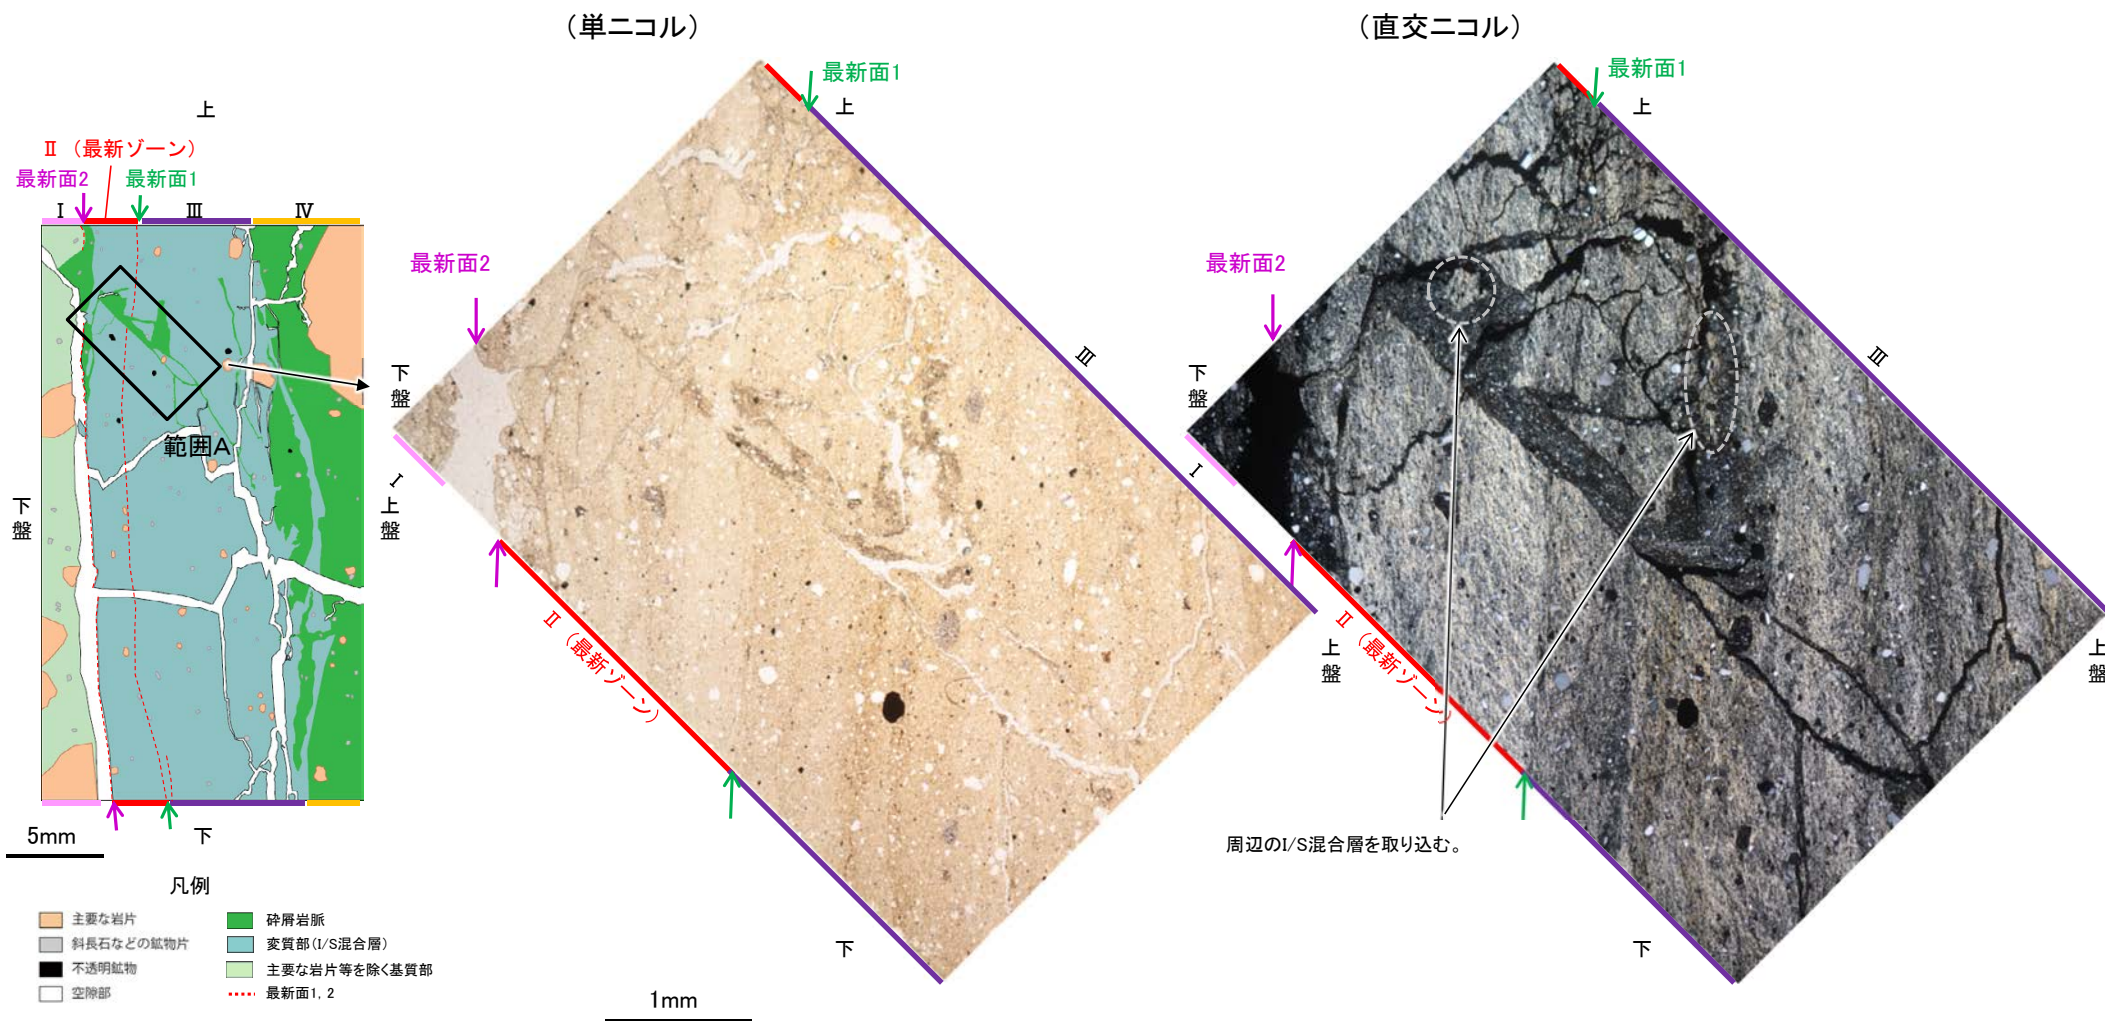 （単ニコル）
（直交ニコル）
上
Ⅱ （最新ゾーン）
最新面2 最新面1
Ⅰ Ⅲ Ⅳ
範囲A
下盤
上盤
下
5mm
凡例
主要な岩片
斜長石などの鉱物片
不透明鉱物
空隙部
砕屑岩脈
変質部(I/S混合層)
主要な岩片等を除く基質部
最新面1, 2
最新面1
上
最新面2
下盤
Ⅰ
Ⅱ （最新ゾーン）
Ⅲ
上盤
下
1mm
最新面1
上
最新面2
下盤
Ⅰ
Ⅱ （最新ゾーン）
Ⅲ
上盤
周辺のI/S混合層を取り込む。
下